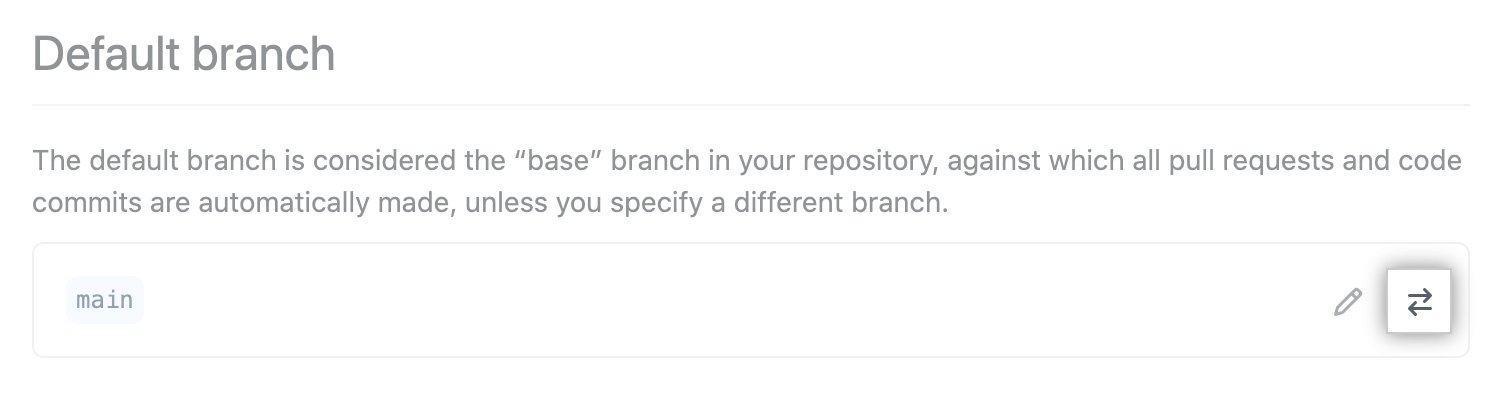 Default branch
The default branch is considered the “base” branch in your repository, against which all pull requests and code
commits are automatically made, unless you specify a different branch.
main